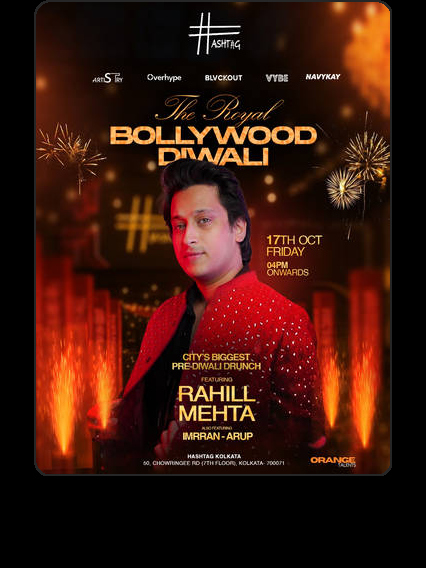 HASHTAG
ARTISTRY Overhype BLVCKOUT VYBE NAVYKAY
The Royal
BOLLYWOOD
DIWALI
17TH OCT
FRIDAY
04PM
ONWARDS
CITY'S BIGGEST
PRE-DIWALI DRUNCH
FEATURING
RAHILL
MEHTA
ALSO FEATURING
IMRRAN - ARUP
HASHTAG KOLKATA
50, CHOWRINGEE RD (7TH FLOOR), KOLKATA- 700071
ORANGE
TALENTS